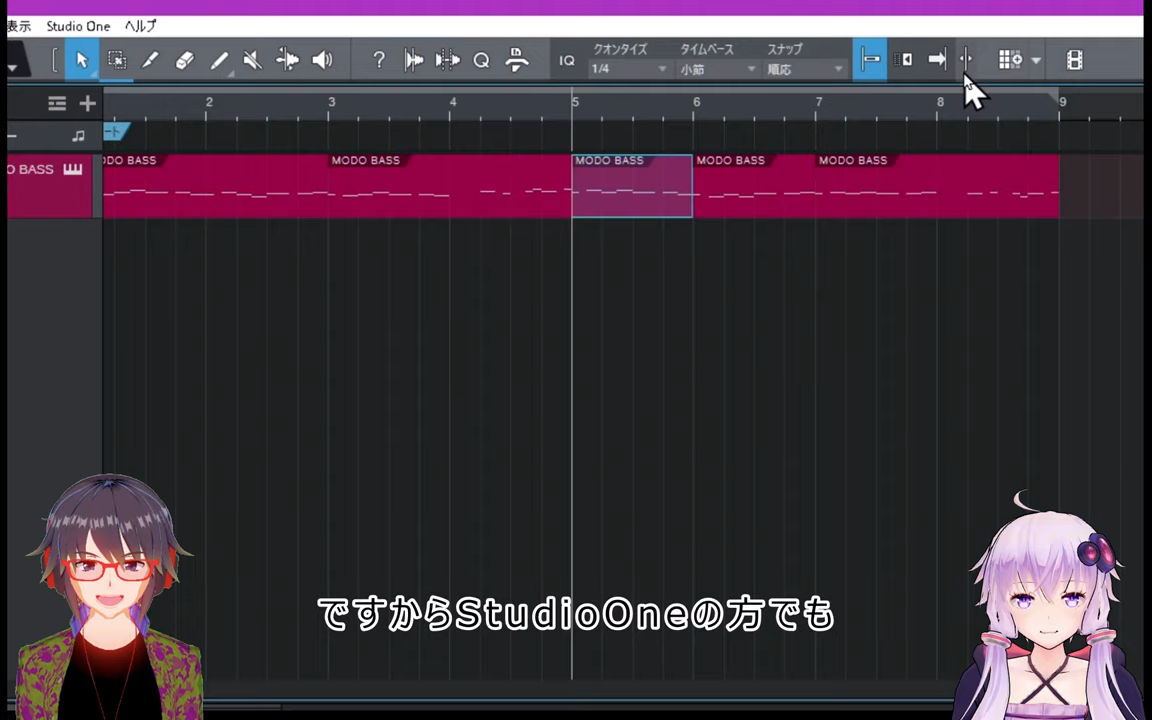 表示 Studio One ヘルプ
クオンタイズ タイムベース スナップ
? Q IQ 1/4 小節 順応
2 3 4 5 6 7 8 9
ート
O BASS
DO BASS MODO BASS MODO BASS MODO BASS MODO BASS
ですからStudioOneの方でも